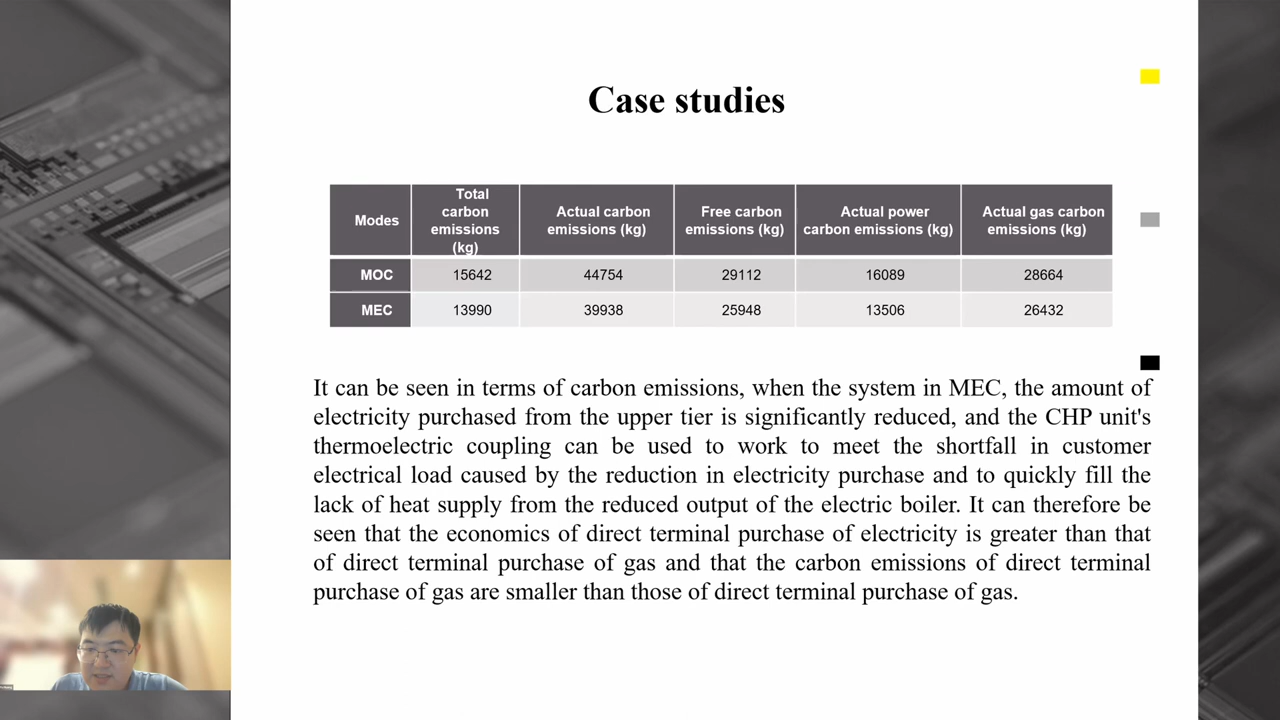 Case studies
Modes
Total
carbon
emissions
(kg)
Actual carbon
emissions (kg)
Free carbon
emissions (kg)
Actual power
carbon emissions (kg)
Actual gas carbon
emissions (kg)
MOC 15642 44754 29112 16089 28664
MEC 13990 39938 25948 13506 26432
It can be seen in terms of carbon emissions, when the system in MEC, the amount of
electricity purchased from the upper tier is significantly reduced, and the CHP unit's
thermoelectric coupling can be used to work to meet the shortfall in customer
electrical load caused by the reduction in electricity purchase and to quickly fill the
lack of heat supply from the reduced output of the electric boiler. It can therefore be
seen that the economics of direct terminal purchase of electricity is greater than that
of direct terminal purchase of gas and that the carbon emissions of direct terminal
purchase of gas are smaller than those of direct terminal purchase of gas.